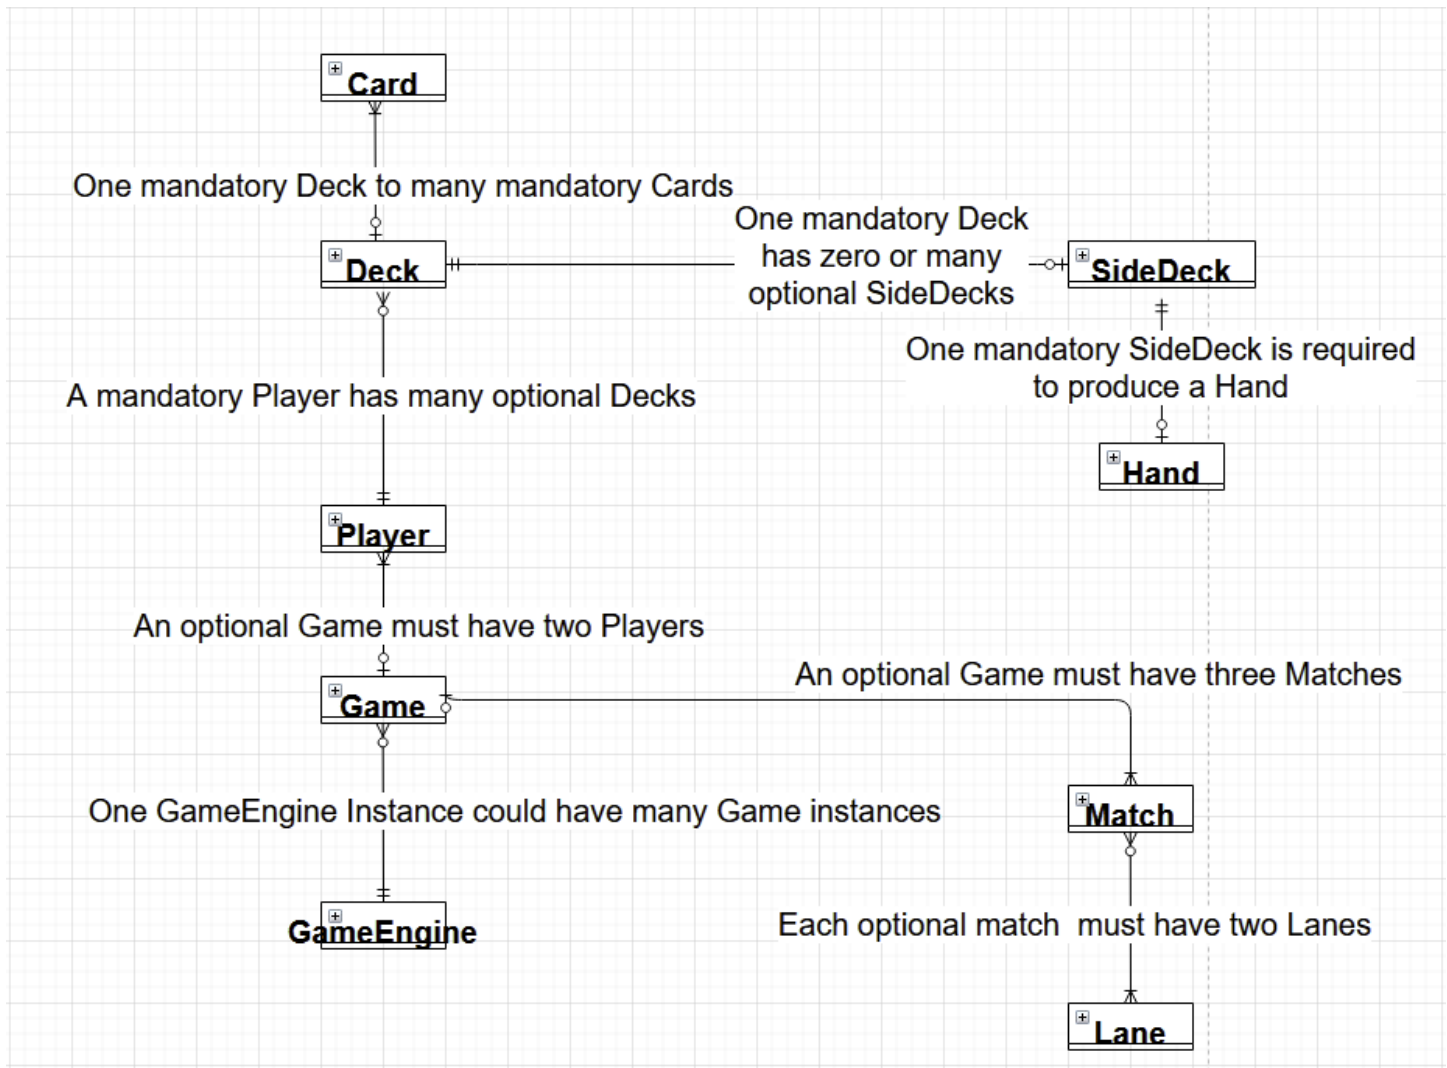 Card
One mandatory Deck to many mandatory Cards
One mandatory Deck
has zero or many
optional SideDecks
Deck
SideDeck
One mandatory SideDeck is required
to produce a Hand
A mandatory Player has many optional Decks
Hand
Player
An optional Game must have two Players
An optional Game must have three Matches
Game
One GameEngine Instance could have many Game instances
Match
GameEngine
Each optional match  must have two Lanes
Lane